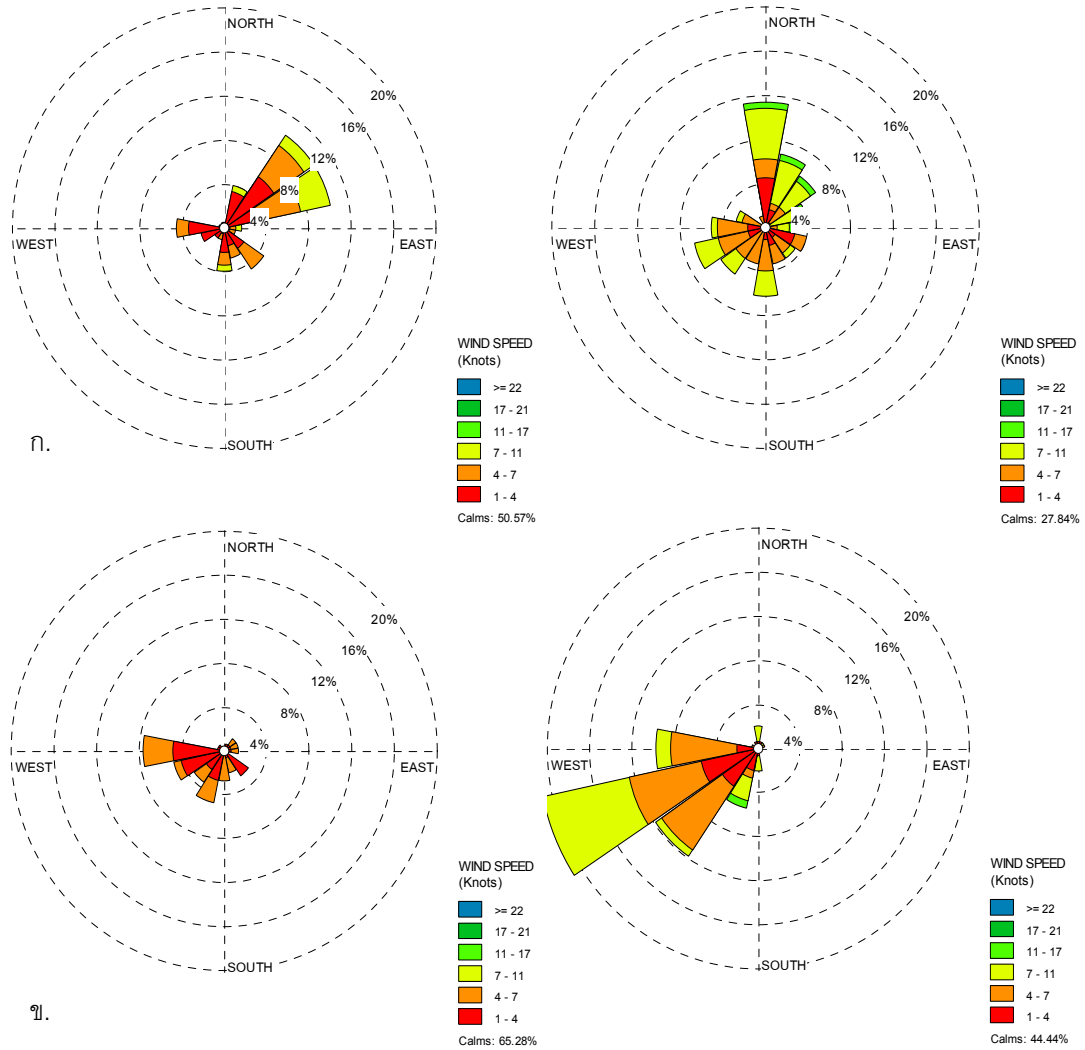 NORTH
20%
16%
12%
8%
4%
WEST
EAST
SOUTH
WIND SPEED
(Knots)
>= 22
17 - 21
11 - 17
7 - 11
4 - 7
1 - 4
Calms: 50.57%
ก.
NORTH
20%
16%
12%
8%
4%
WEST
EAST
SOUTH
WIND SPEED
(Knots)
>= 22
17 - 21
11 - 17
7 - 11
4 - 7
1 - 4
Calms: 27.84%
NORTH
20%
16%
12%
8%
4%
WEST
EAST
SOUTH
WIND SPEED
(Knots)
>= 22
17 - 21
11 - 17
7 - 11
4 - 7
1 - 4
Calms: 65.28%
ข.
NORTH
20%
16%
12%
8%
4%
WEST
EAST
SOUTH
WIND SPEED
(Knots)
>= 22
17 - 21
11 - 17
7 - 11
4 - 7
1 - 4
Calms: 44.44%